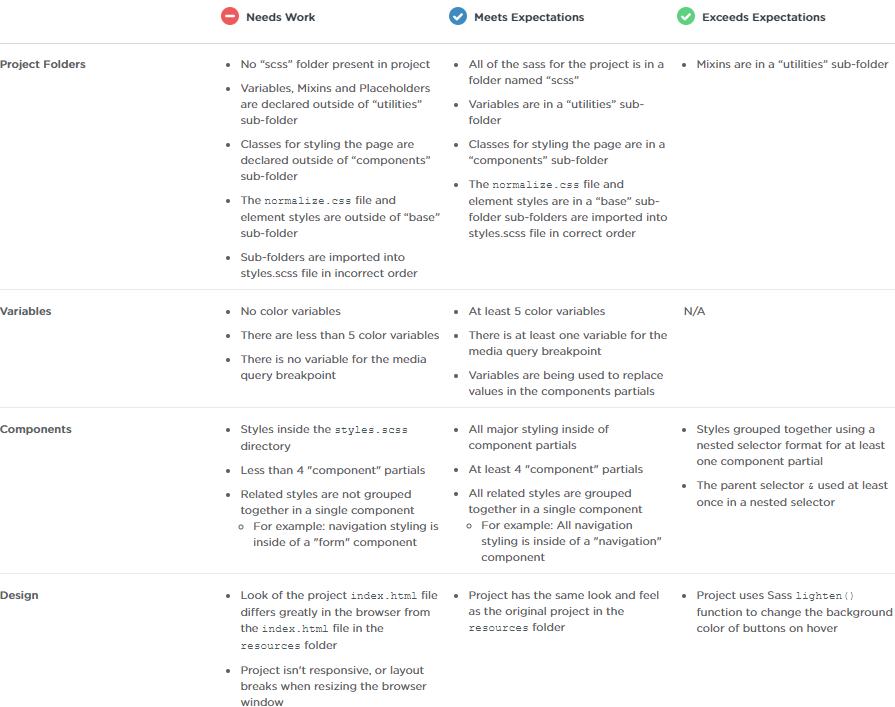 Needs Work
Meets Expectations
Exceeds Expectations
Project Folders
No “scss” folder present in project
Variables, Mixins and Placeholders
are declared outside of “utilities”
sub-folder
Classes for styling the page are
declared outside of “components”
sub-folder
The normalize.css file and
element styles are outside of “base”
sub-folder
Sub-folders are imported into
styles.scss file in incorrect order
All of the sass for the project is in a
folder named “scss”
Variables are in a “utilities” sub-
folder
Classes for styling the page are in a
“components” sub-folder
The normalize.css file and
element styles are in a “base” sub-
folder sub-folders are imported into
styles.scss file in correct order
Mixins are in a “utilities” sub-folder
Variables
No color variables
There are less than 5 color variables
There is no variable for the media
query breakpoint
At least 5 color variables
There is at least one variable for the
media query breakpoint
Variables are being used to replace
values in the components partials
N/A
Components
Styles inside the styles.scss
directory
Less than 4 "component" partials
Related styles are not grouped
together in a single component
For example: navigation styling is
inside of a "form" component
All major styling inside of
component partials
At least 4 "component" partials
All related styles are grouped
together in a single component
For example: All navigation
styling is inside of a "navigation"
component
Styles grouped together using a
nested selector format for at least
one component partial
The parent selector & used at least
once in a nested selector
Design
Look of the project index.html file
differs greatly in the browser from
the index.html file in the
resources folder
Project isn't responsive, or layout
breaks when resizing the browser
window
Project has the same look and feel
as the original project in the
resources folder
Project uses Sass lighten()
function to change the background
color of buttons on hover